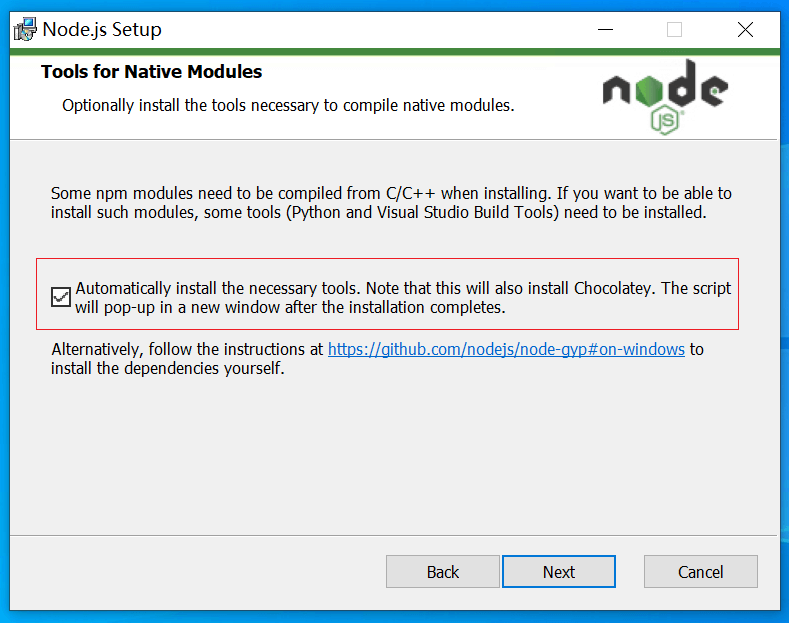 Node.js Setup
Tools for Native Modules
Optionally install the tools necessary to compile native modules.
node
JS
Some npm modules need to be compiled from C/C++ when installing. If you want to be able to
install such modules, some tools (Python and Visual Studio Build Tools) need to be installed.
Automatically install the necessary tools. Note that this will also install Chocolatey. The script
will pop-up in a new window after the installation completes.
Alternatively, follow the instructions at https://github.com/nodejs/node-gyp#on-windows to
install the dependencies yourself.
Back
Next
Cancel